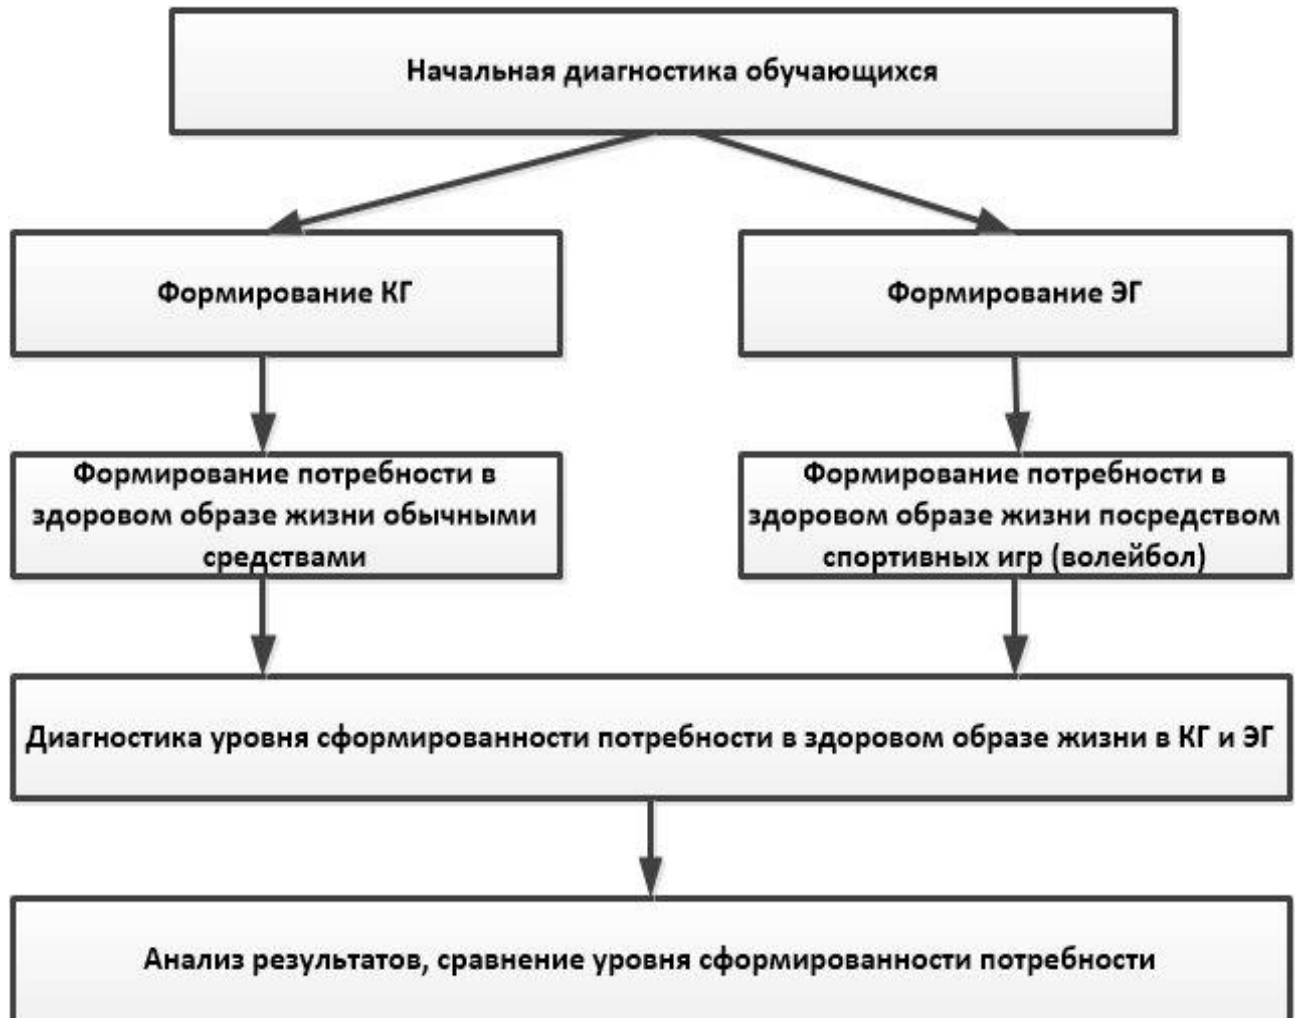 Начальная диагностика обучающихся
Формирование КГ
Формирование ЭГ
Формирование потребности в
здоровом образе жизни обычными
средствами
Формирование потребности в
здоровом образе жизни посредством
спортивных игр (волейбол)
Диагностика уровня сформированности потребности в здоровом образе жизни в КГ и ЭГ
Анализ результатов, сравнение уровня сформированности потребности